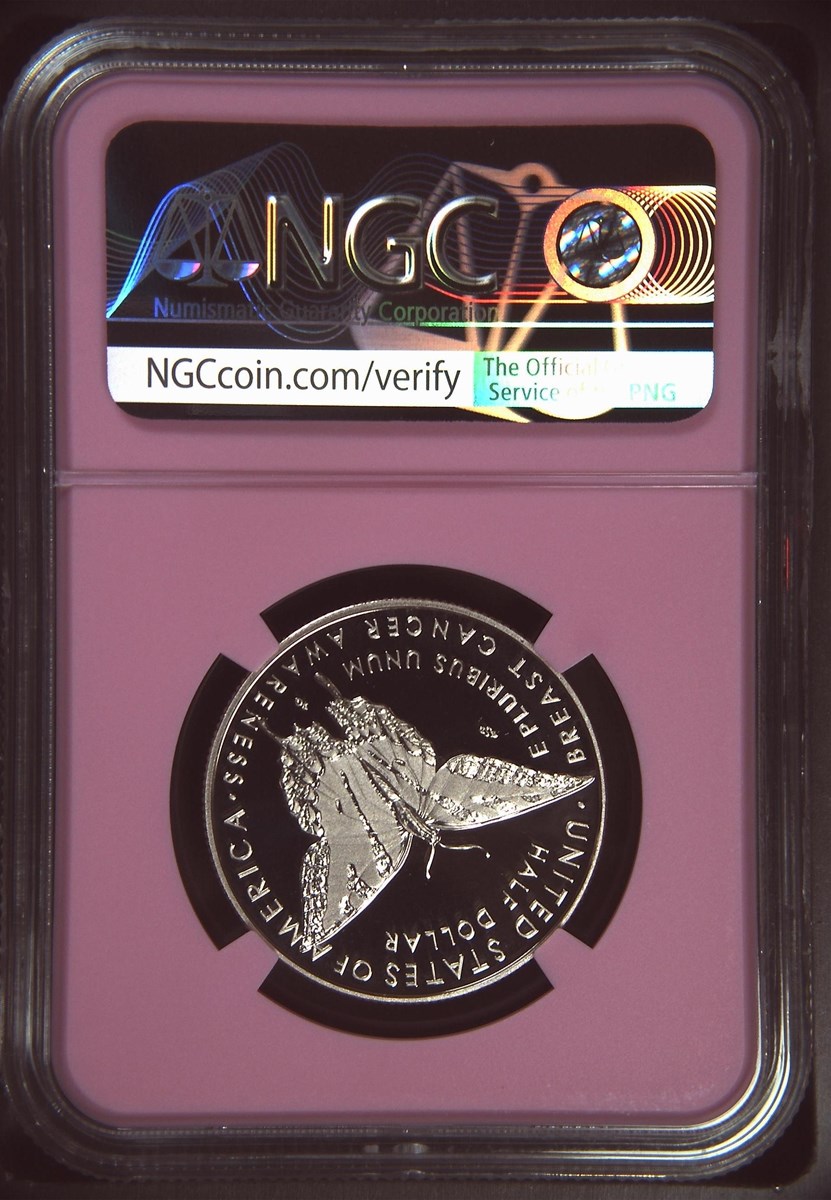 NGC
Numismatic Guaranty Corporation
NGCcoin.com/verify
The Official
Service of the PNG
UNITED STATES OF AMERICA
HALF DOLLAR
E PLURIBUS UNUM
· BREAST CANCER AWARENESS ·